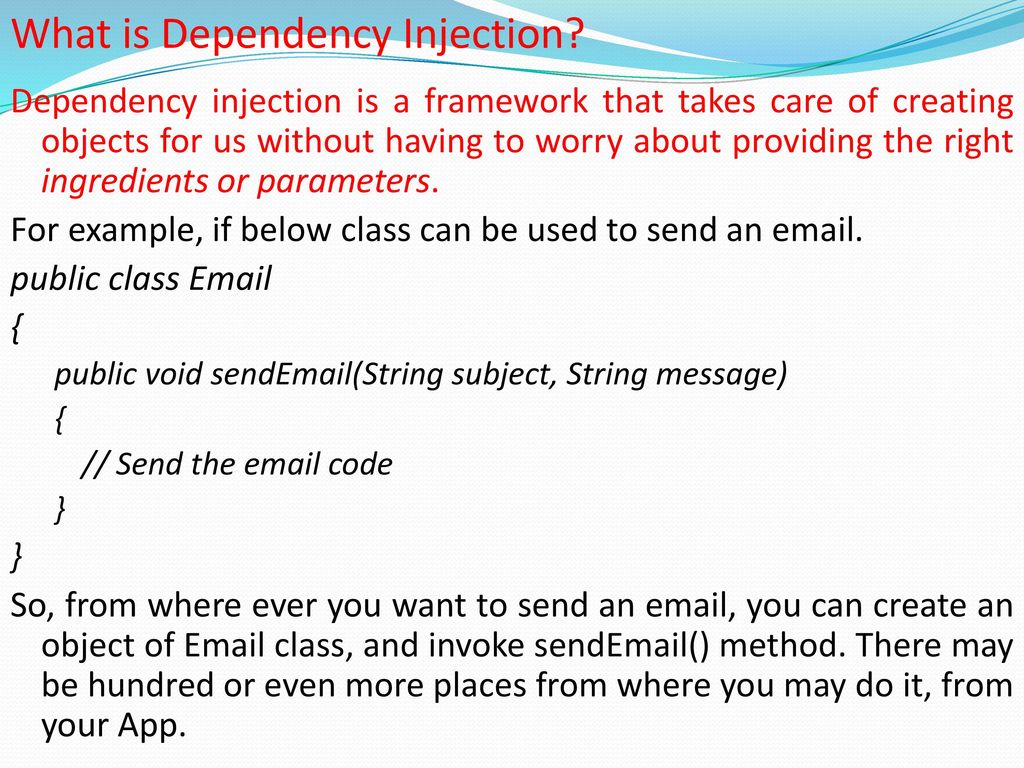 What is Dependency Injection?
Dependency injection is a framework that takes care of creating
objects for us without having to worry about providing the right
ingredients or parameters.
For example, if below class can be used to send an email.
public class Email
{
public void sendEmail(String subject, String message)
{
// Send the email code
}
}
So, from where ever you want to send an email, you can create an
object of Email class, and invoke sendEmail() method. There may
be hundred or even more places from where you may do it, from
your App.